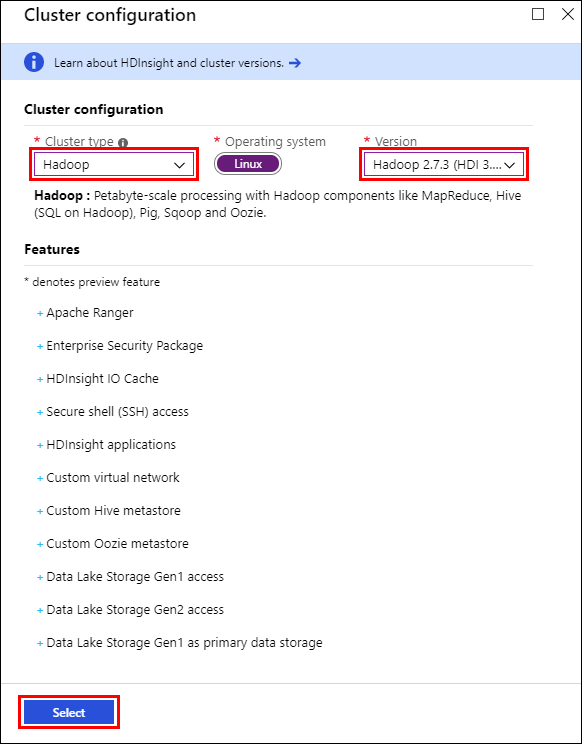 Cluster configuration
Learn about HDInsight and cluster versions. →
Cluster configuration
* Cluster type * Operating system * Version
Hadoop Linux Hadoop 2.7.3 (HDI 3....
Hadoop : Petabyte-scale processing with Hadoop components like MapReduce, Hive
(SQL on Hadoop), Pig, Sqoop and Oozie.
Features
* denotes preview feature
+ Apache Ranger
+ Enterprise Security Package
+ HDInsight IO Cache
+ Secure shell (SSH) access
+ HDInsight applications
+ Custom virtual network
+ Custom Hive metastore
+ Custom Oozie metastore
+ Data Lake Storage Gen1 access
+ Data Lake Storage Gen2 access
+ Data Lake Storage Gen1 as primary data storage
Select